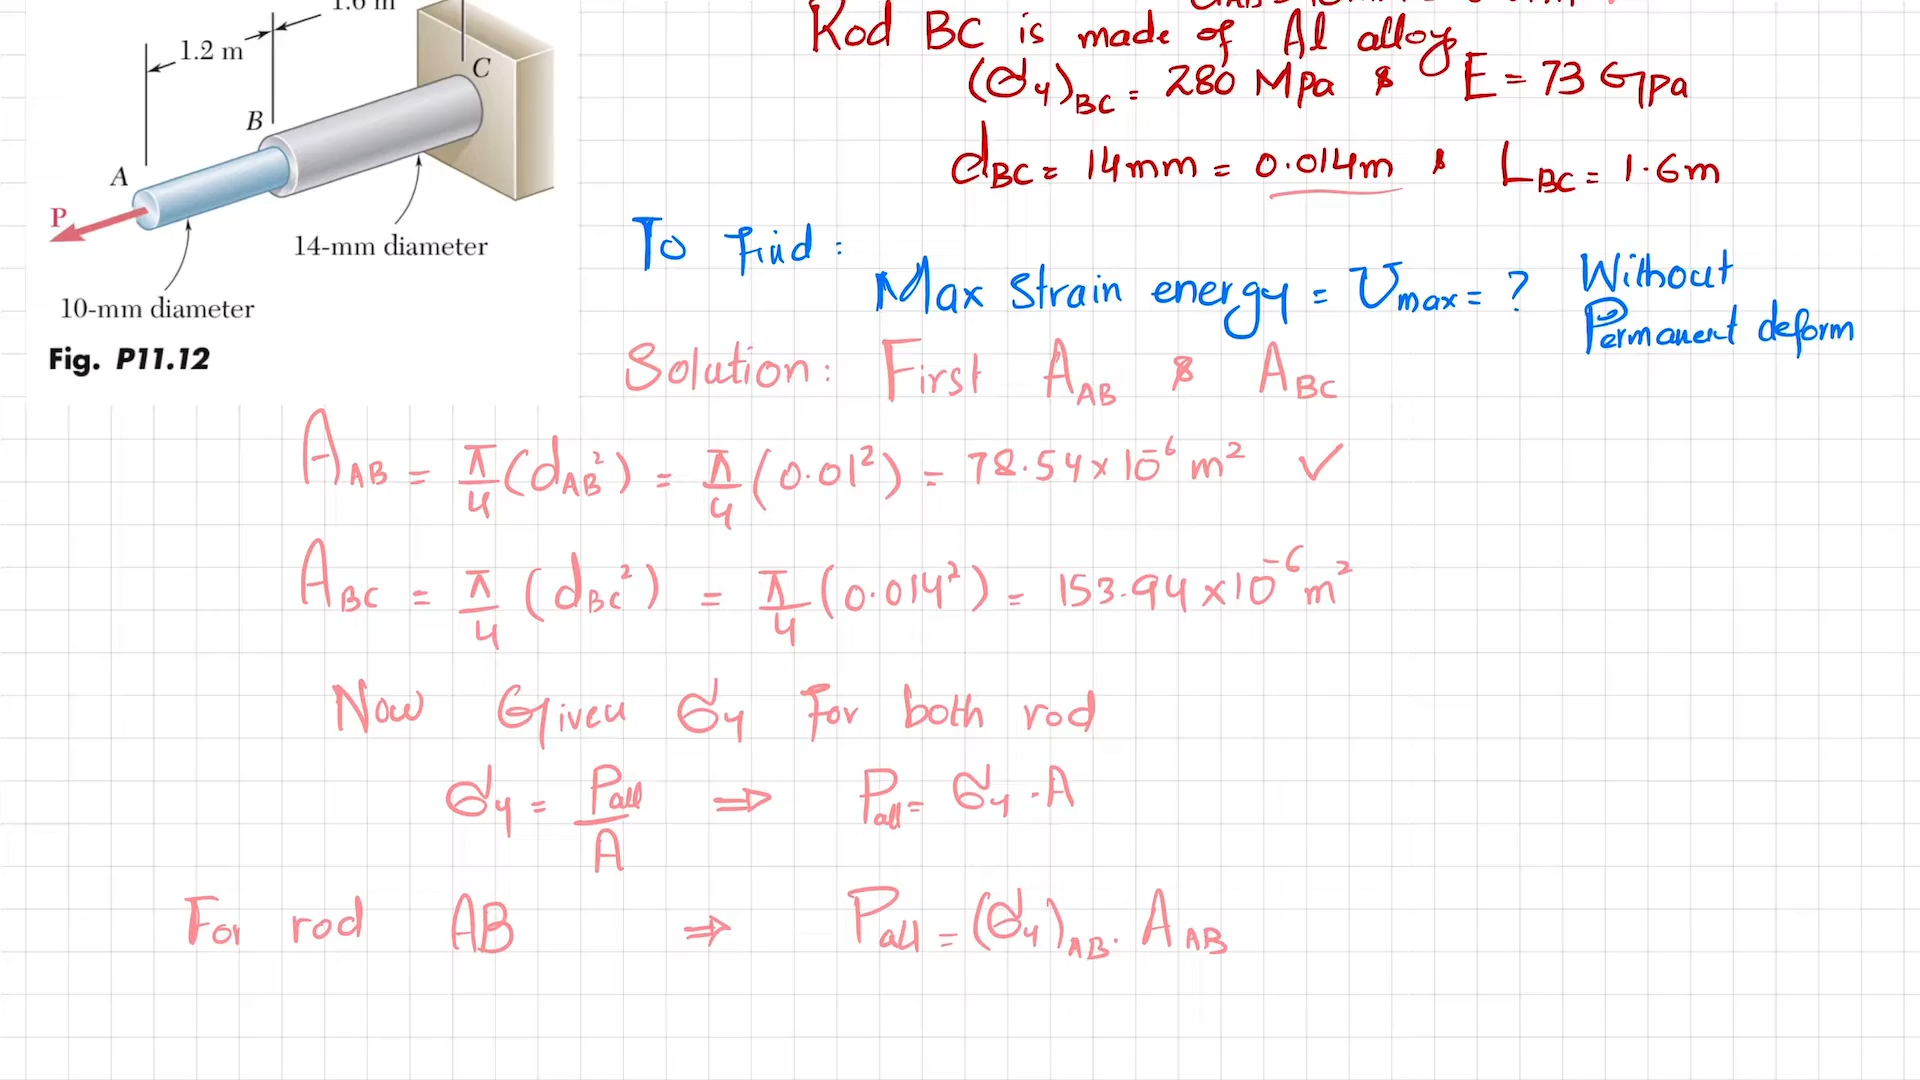 1.6 m
1.2 m
C
B
A
P
14-mm diameter
10-mm diameter
Fig. P11.12
Rod BC is made of Al alloy
(σy)BC = 280 MPa & E = 73 GPa
dBC = 14mm = 0.014m & LBC = 1.6m
To find :
Max Strain energy = Umax = ? Without
Permanent deform
Solution : First AAB & ABC
AAB = π/4 (dAB²) = π/4 (0.01²) = 78.54 × 10⁻⁶ m² ✓
ABC = π/4 (dBC²) = π/4 (0.014²) = 153.94 × 10⁻⁶ m²
Now Given σy For both rod
σy = Pall/A ⇒ Pall = σy · A
For rod AB ⇒ Pall = (σy)AB · AAB